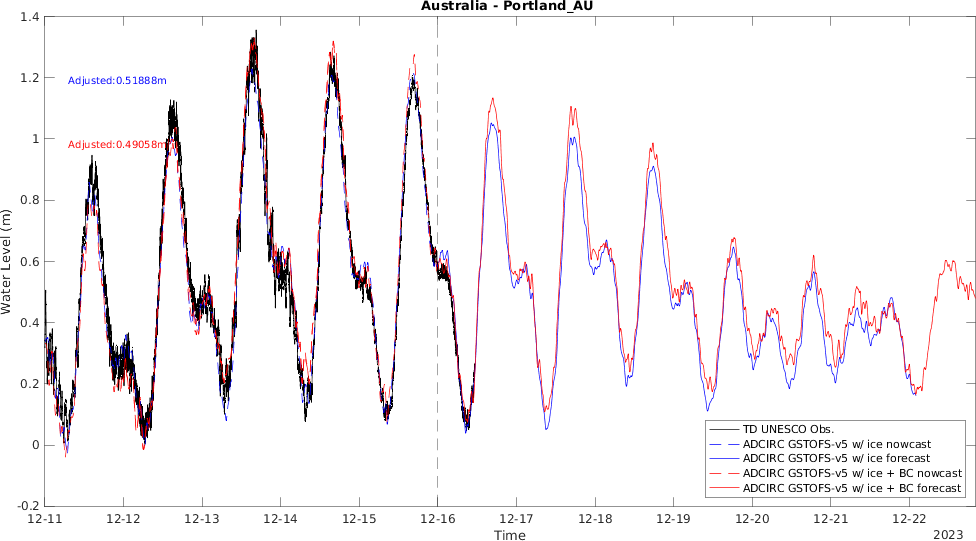 Australia - Portland_AU
1.4
1.2
1
0.8
0.6
0.4
0.2
0
-0.2
Water Level (m)
Adjusted:0.51888m
Adjusted:0.49058m
TD UNESCO Obs.
ADCIRC GSTOFS-v5 w/ ice nowcast
ADCIRC GSTOFS-v5 w/ ice forecast
ADCIRC GSTOFS-v5 w/ ice + BC nowcast
ADCIRC GSTOFS-v5 w/ ice + BC forecast
12-11 12-12 12-13 12-14 12-15 12-16 12-17 12-18 12-19 12-20 12-21 12-22
Time
2023